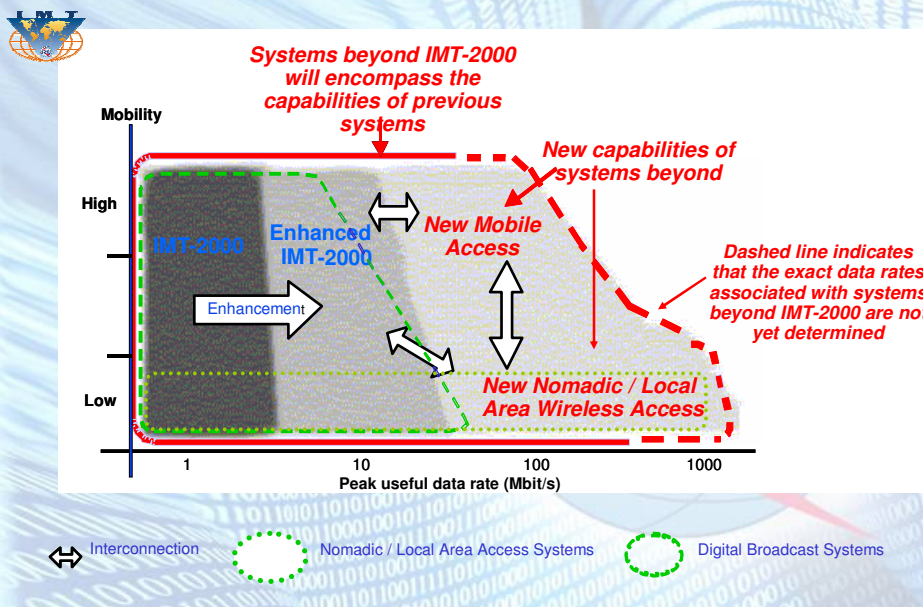 IMT
Systems beyond IMT-2000
will encompass the
capabilities of previous
systems
Mobility
New capabilities of
systems beyond
High
IMT-2000
Enhanced
IMT-2000
New Mobile
Access
Dashed line indicates
that the exact data rates
associated with systems
beyond IMT-2000 are not
yet determined
Enhancement
Low
New Nomadic / Local
Area Wireless Access
1 10 100 1000
Peak useful data rate (Mbit/s)
Interconnection
Nomadic / Local Area Access Systems
Digital Broadcast Systems